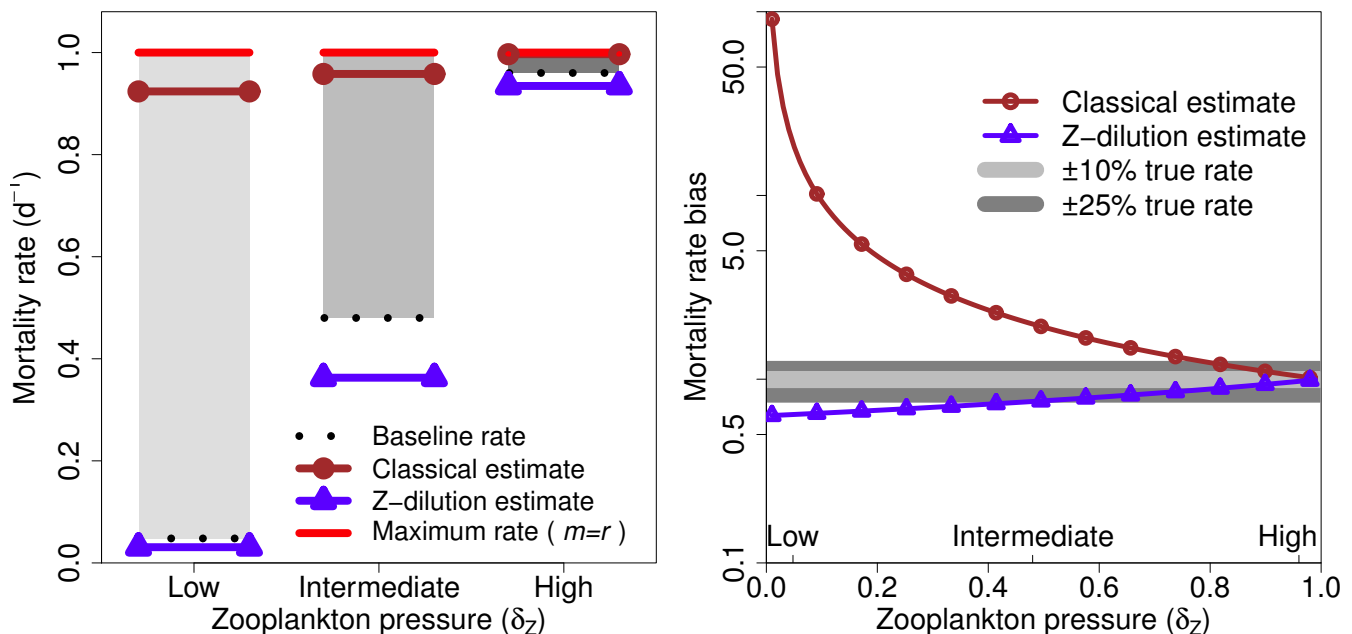 Mortality rate (d⁻¹)
1.0
0.8
0.6
0.4
0.2
0.0
Baseline rate
Classical estimate
Z−dilution estimate
Maximum rate ( m=r )
Low
Intermediate
High
Zooplankton pressure (δZ)
Mortality rate bias
50.0
5.0
0.5
0.1
Classical estimate
Z−dilution estimate
±10% true rate
±25% true rate
Low
Intermediate
High
0.0
0.2
0.4
0.6
0.8
1.0
Zooplankton pressure (δZ)